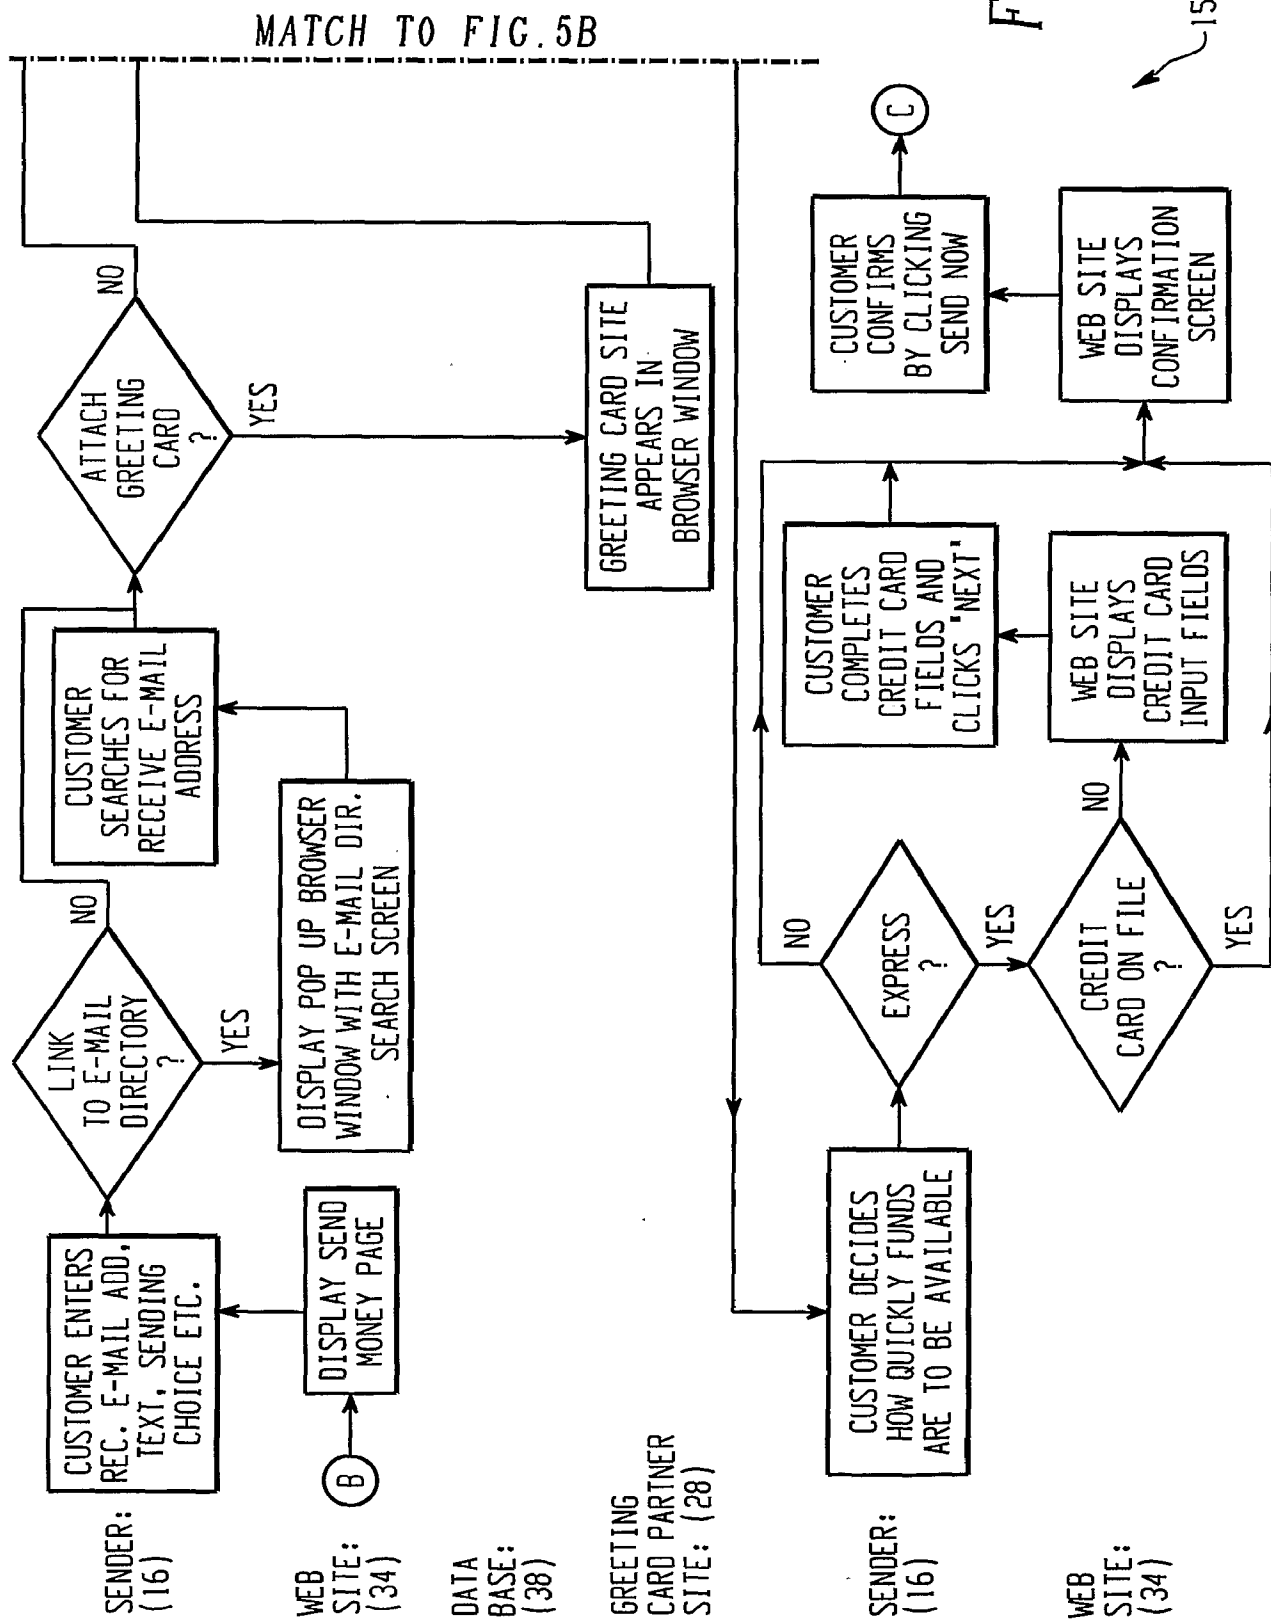 MATCH TO FIG.5B
SENDER:
(16)
CUSTOMER ENTERS
REC. E-MAIL ADD,
TEXT, SENDING
CHOICE ETC.
LINK
TO E-MAIL
DIRECTORY
?
NO
YES
CUSTOMER
SEARCHES FOR
RECEIVE E-MAIL
ADDRESS
ATTACH
GREETING
CARD
?
NO
YES
WEB
SITE:
(34)
B
DISPLAY SEND
MONEY PAGE
DISPLAY POP UP BROWSER
WINDOW WITH E-MAIL DIR.
SEARCH SCREEN
DATA
BASE:
(38)
GREETING
CARD PARTNER
SITE: (28)
GREETING CARD SITE
APPEARS IN
BROWSER WINDOW
SENDER:
(16)
CUSTOMER DECIDES
HOW QUICKLY FUNDS
ARE TO BE AVAILABLE
EXPRESS
?
NO
YES
CUSTOMER
COMPLETES
CREDIT CARD
FIELDS AND
CLICKS "NEXT"
CUSTOMER
CONFIRMS
BY CLICKING
SEND NOW
C
WEB
SITE:
(34)
CREDIT
CARD ON FILE
?
NO
YES
WEB SITE
DISPLAYS
CREDIT CARD
INPUT FIELDS
WEB SITE
DISPLAYS
CONFIRMATION
SCREEN
F
15